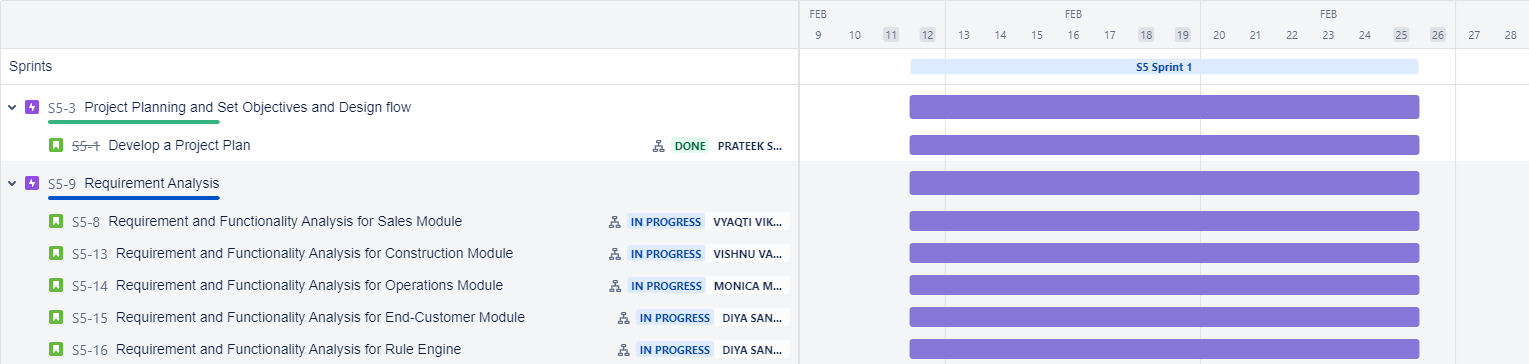 FEB FEB FEB
9 10 11 12 13 14 15 16 17 18 19 20 21 22 23 24 25 26 27 28
Sprints S5 Sprint 1
S5-3 Project Planning and Set Objectives and Design flow
S5-1 Develop a Project Plan DONE PRATEEK S...
S5-9 Requirement Analysis
S5-8 Requirement and Functionality Analysis for Sales Module IN PROGRESS VYAQTI VIK...
S5-13 Requirement and Functionality Analysis for Construction Module IN PROGRESS VISHNU VA...
S5-14 Requirement and Functionality Analysis for Operations Module IN PROGRESS MONICA M...
S5-15 Requirement and Functionality Analysis for End-Customer Module IN PROGRESS DIYA SAN...
S5-16 Requirement and Functionality Analysis for Rule Engine IN PROGRESS DIYA SAN...